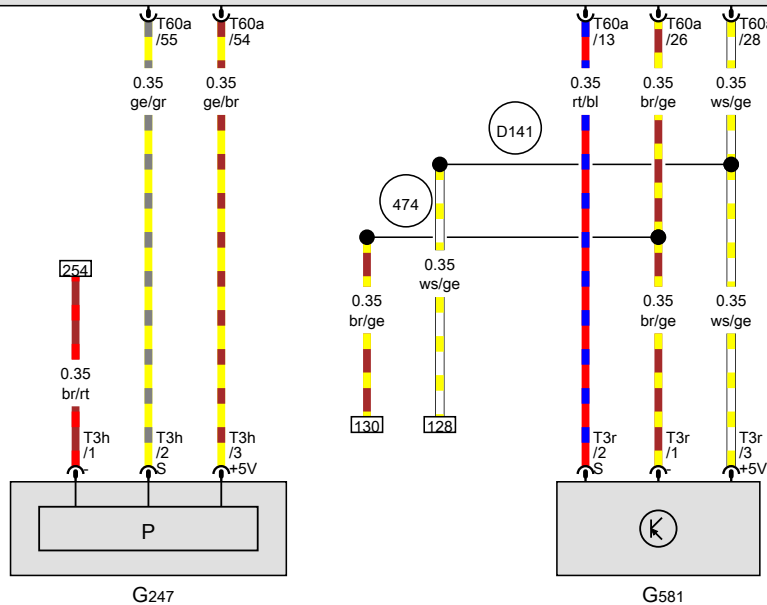 T60a
/55
T60a
/54
T60a
/13
T60a
/26
T60a
/28
0.35
ge/gr
0.35
ge/br
0.35
rt/bl
0.35
br/ge
0.35
ws/ge
D141
474
254
0.35
ws/ge
0.35
br/ge
0.35
br/ge
0.35
ws/ge
0.35
br/rt
130
128
T3h
/1
-
T3h
/2
S
T3h
/3
+5V
T3r
/2
S
T3r
/1
-
T3r
/3
+5V
P
G247
G581